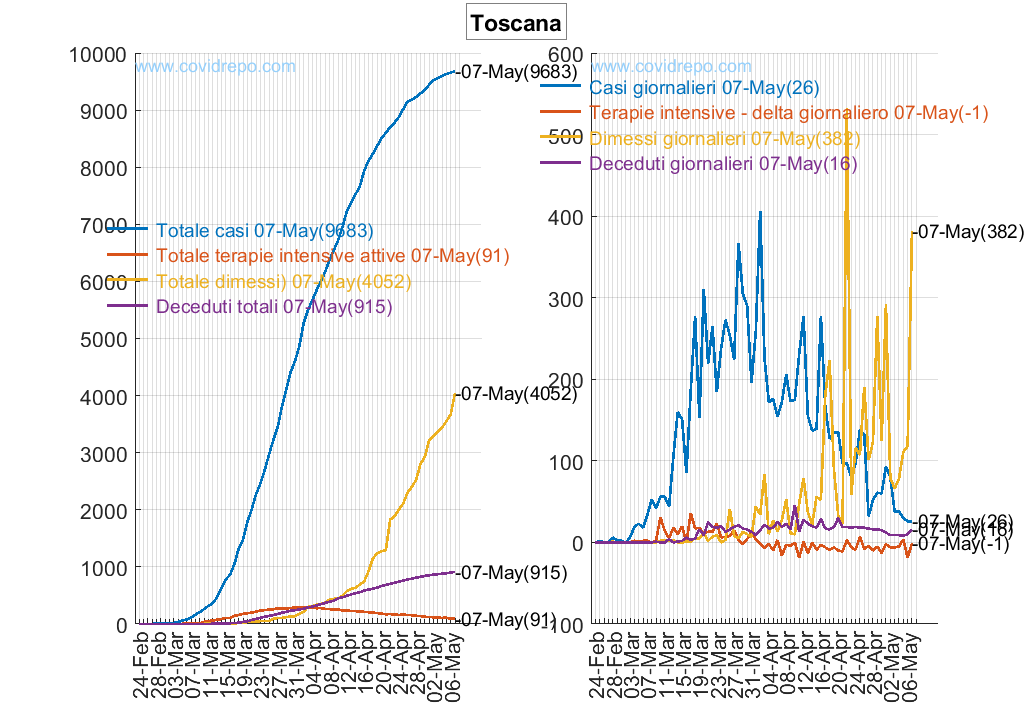 Toscana
10000
9000
8000
7000
6000
5000
4000
3000
2000
1000
0
www.covidrepo.com
07-May(9683)
Totale casi 07-May(9683)
Totale terapie intensive attive 07-May(91)
Totale dimessi) 07-May(4052)
Deceduti totali 07-May(915)
07-May(4052)
07-May(915)
07-May(91)
24-Feb
28-Feb
03-Mar
07-Mar
11-Mar
15-Mar
19-Mar
23-Mar
27-Mar
31-Mar
04-Apr
08-Apr
12-Apr
16-Apr
20-Apr
24-Apr
28-Apr
02-May
06-May
600
500
400
300
200
100
0
-100
www.covidrepo.com
Casi giornalieri 07-May(26)
Terapie intensive - delta giornaliero 07-May(-1)
Dimessi giornalieri 07-May(382)
Deceduti giornalieri 07-May(16)
07-May(382)
07-May(26)
07-May(16)
07-May(-1)
24-Feb
28-Feb
03-Mar
07-Mar
11-Mar
15-Mar
19-Mar
23-Mar
27-Mar
31-Mar
04-Apr
08-Apr
12-Apr
16-Apr
20-Apr
24-Apr
28-Apr
02-May
06-May